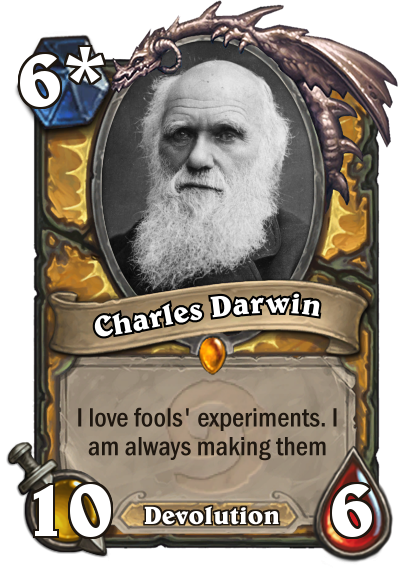 6*
Charles Darwin
I love fools' experiments. I
am always making them
10
Devolution
6